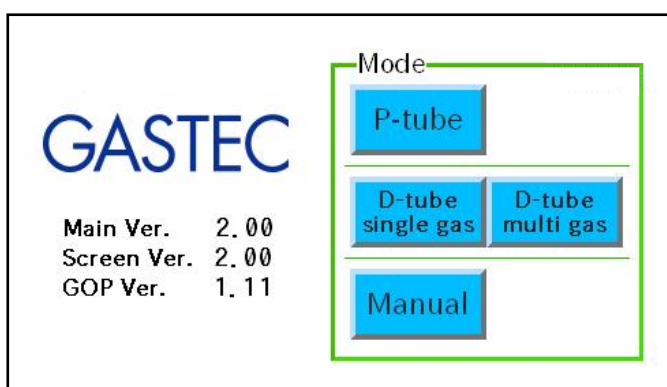 GASTEC
Main Ver. 2.00
Screen Ver. 2.00
GOP Ver. 1.11
Mode
P-tube
D-tube
single gas
D-tube
multi gas
Manual